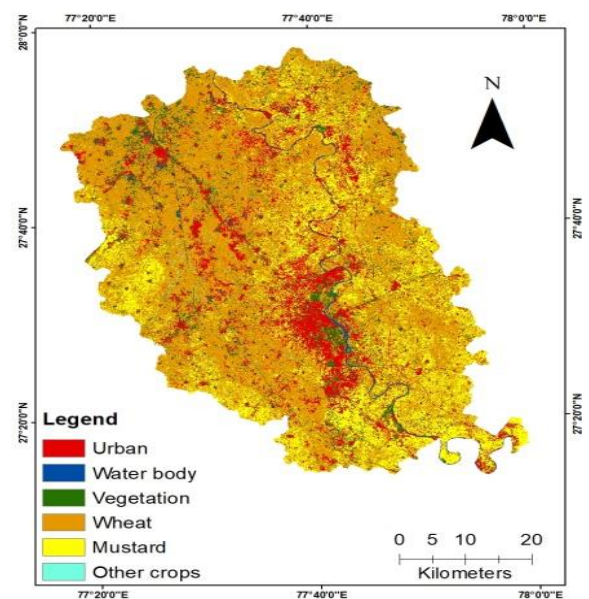 77°20'0"E 77°40'0"E 78°0'0"E
28°0'0"N
N
27°40'0"N 27°40'0"N
27°20'0"N 27°20'0"N
Legend
Urban
Water body
Vegetation
Wheat
Mustard
Other crops
0 5 10 20
Kilometers
77°20'0"E 77°40'0"E 78°0'0"E